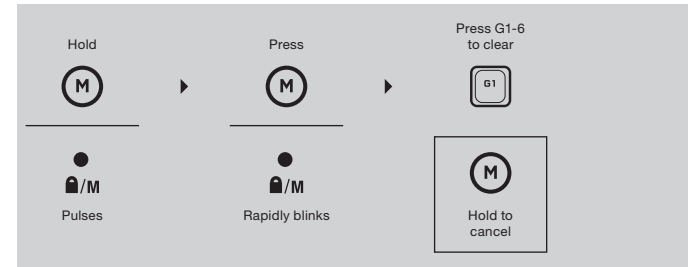 Hold
M
/M
Pulses
Press
M
/M
Rapidly blinks
Press G1-6
to clear
G1
M
Hold to
cancel